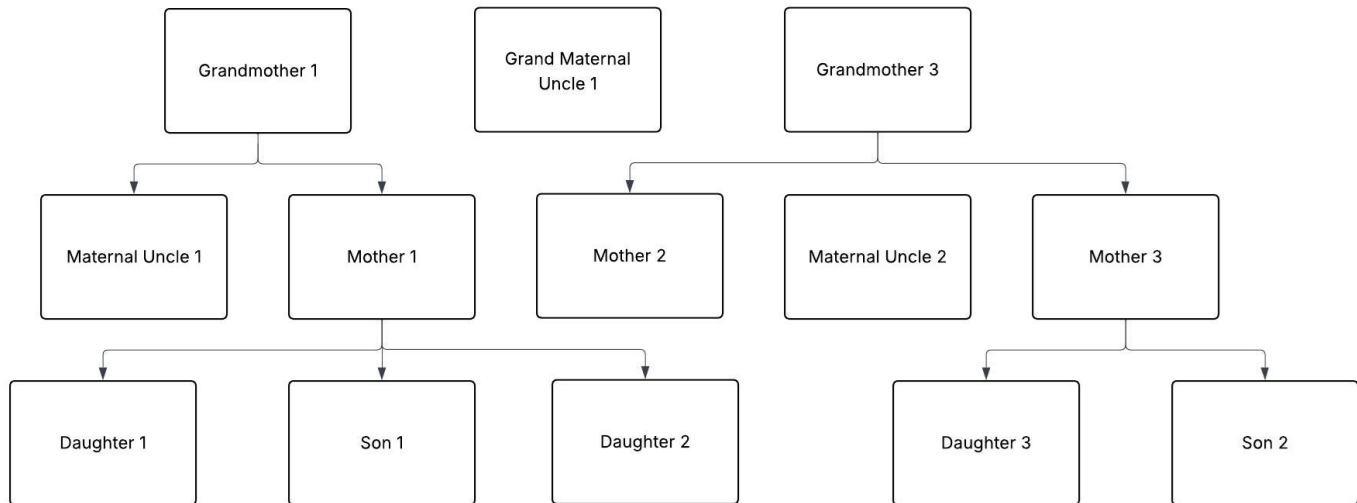 Grandmother 1
Grand Maternal
Uncle 1
Grandmother 3
Maternal Uncle 1
Mother 1
Mother 2
Maternal Uncle 2
Mother 3
Daughter 1
Son 1
Daughter 2
Daughter 3
Son 2